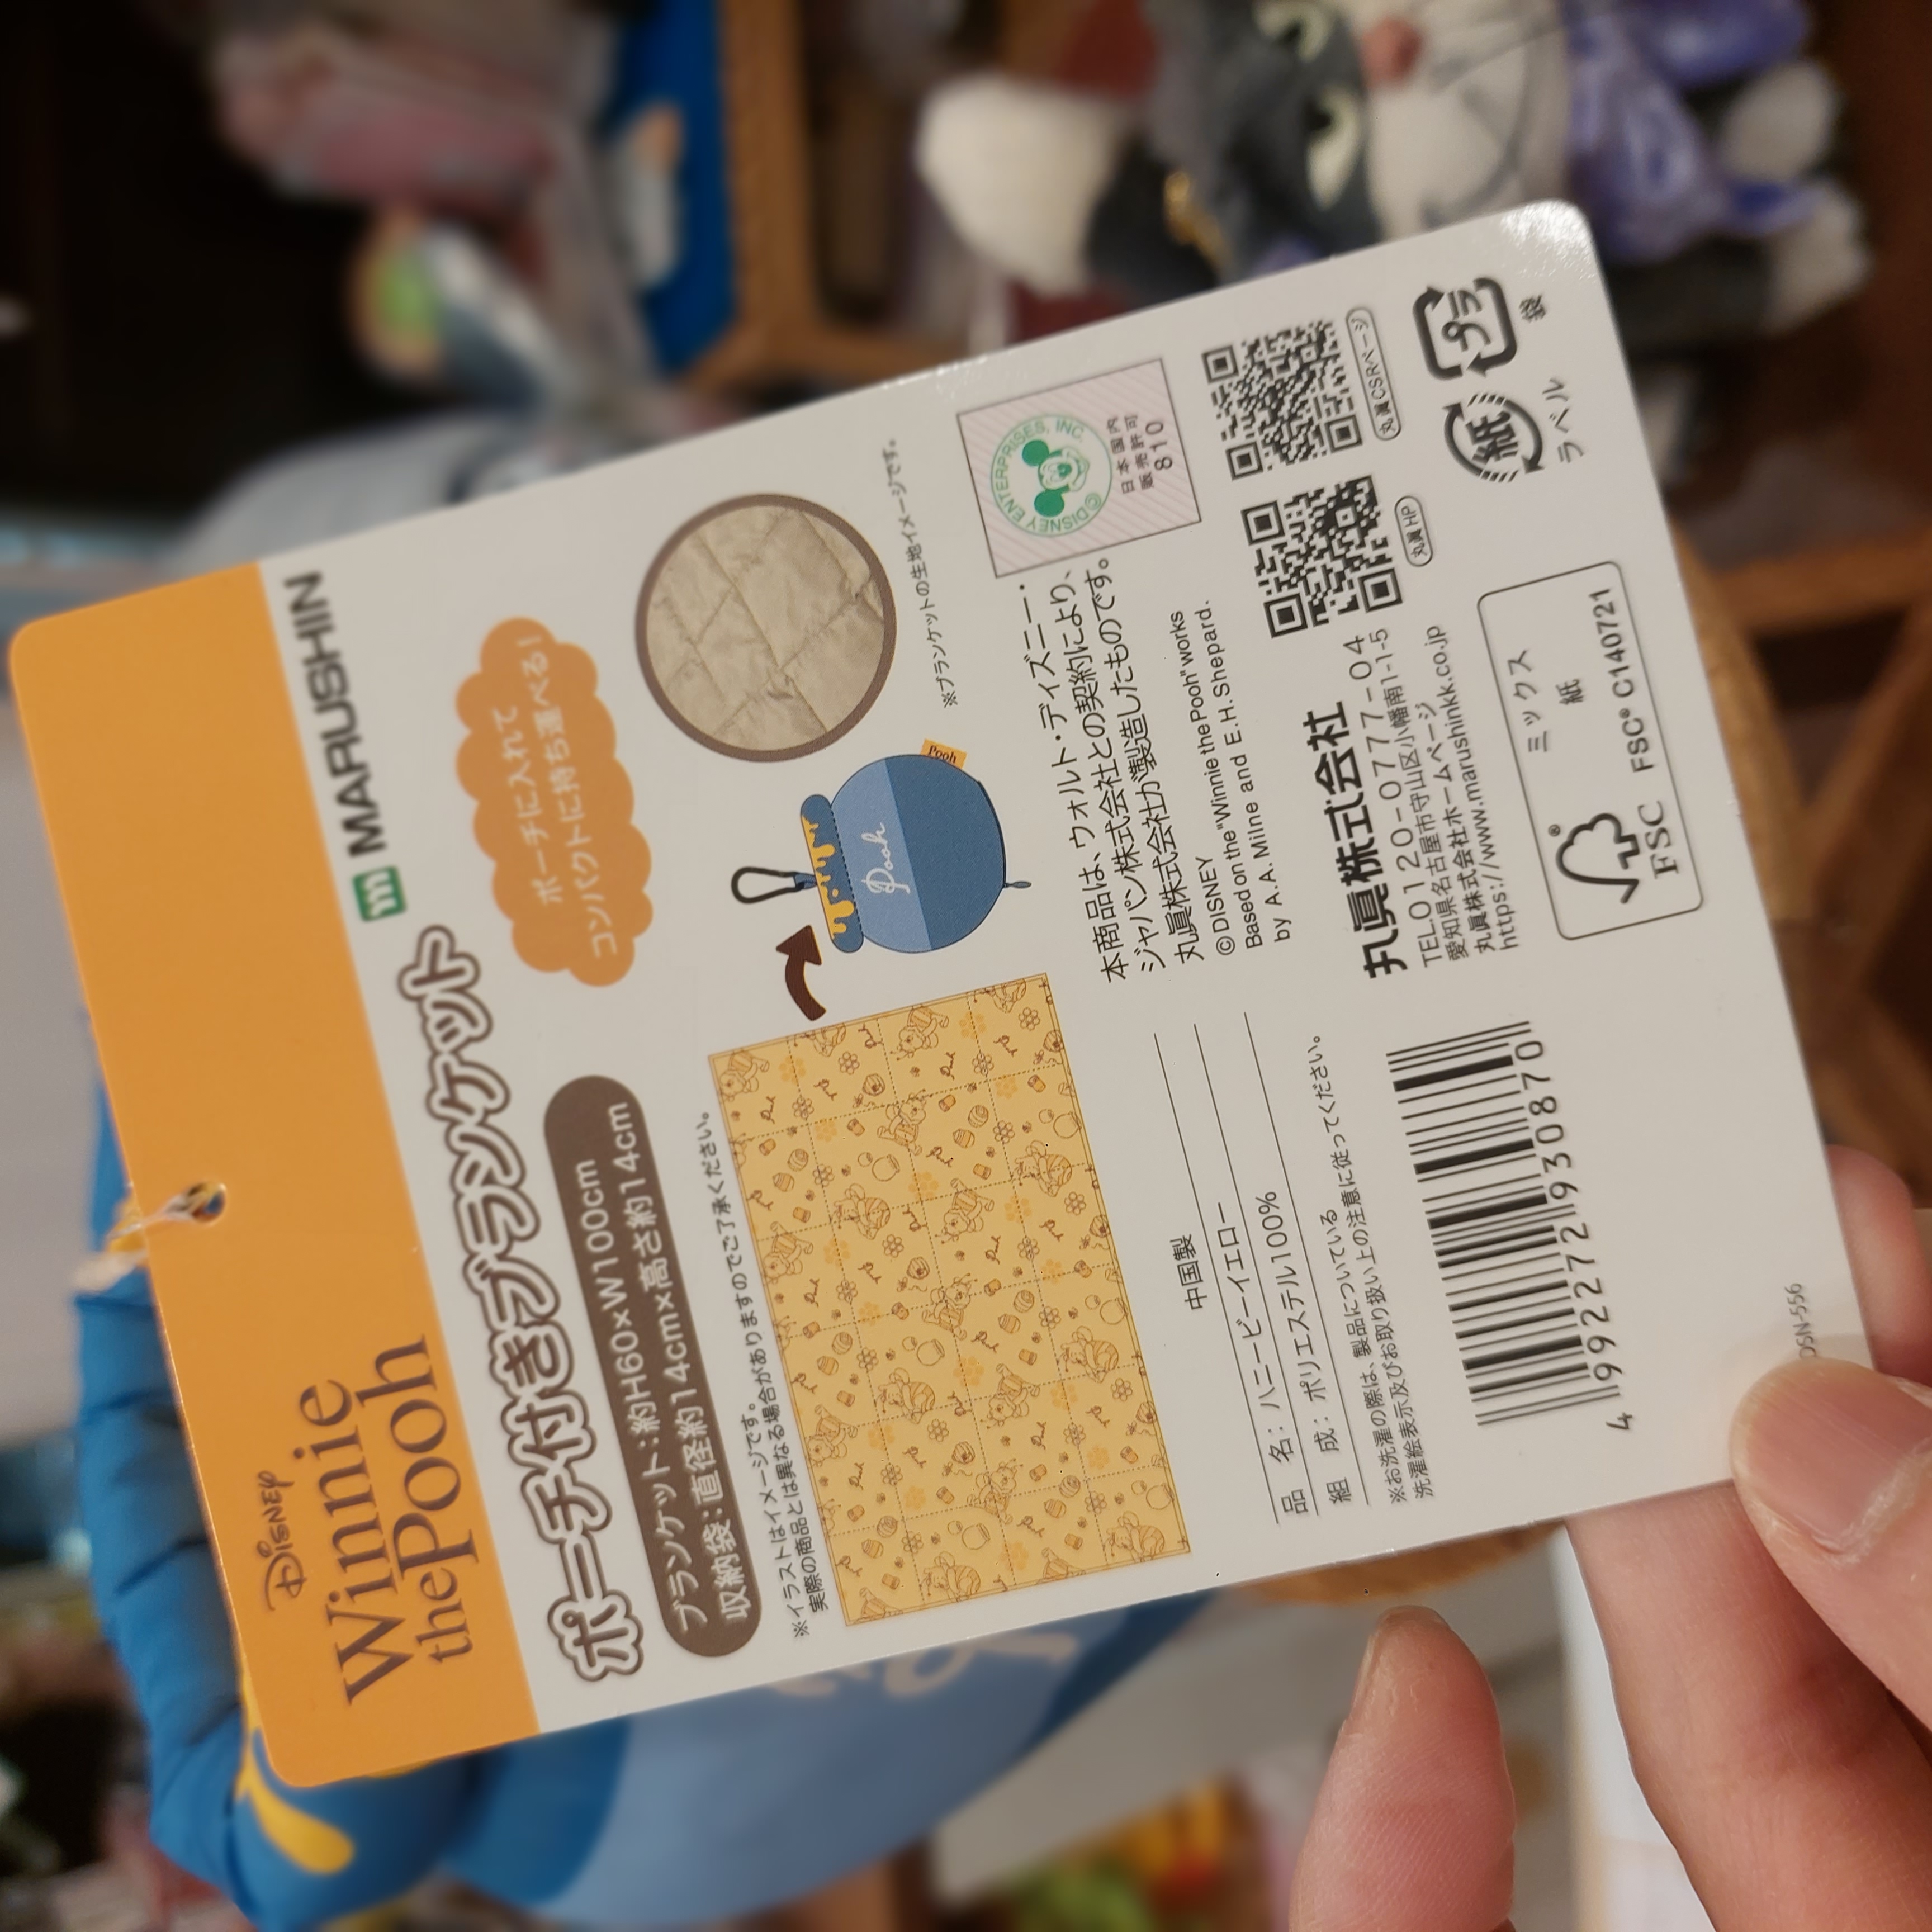 Disney
Winnie
the Pooh
MARUSHIN
ポーチ付きブランケット
ブランケット:約H60×W100cm
収納袋:直径約14cm×高さ約14cm
ポーチに入れて
コンパクトに持ち運べる!
※イラストはイメージです。
実際の商品とは異なる場合がありますのでご了承ください。
Pooh
Pooh
※ブランケットの生地イメージです。
中国製
品 名:ハニービーイエロー
組 成:ポリエステル100%
※お洗濯の際は、製品についている
洗濯絵表示及びお取り扱い上の注意に従ってください。
4 992272 930870
DSN-556
本商品は、ウォルト・ディズニー・
ジャパン株式会社との契約により、
丸眞株式会社が製造したものです。
©DISNEY
Based on the "Winnie the Pooh" works
by A.A. Milne and E.H. Shepard.
©DISNEY ENTERPRISES, INC.
日本国内
販売許可
810
丸眞株式会社
TEL.0120-0777-04
愛知県名古屋市守山区小幡南1-1-5
丸眞株式会社ホームページ
https://www.marushinkk.co.jp
丸眞HP
丸眞CSRページ
FSC
ミックス
紙
FSC® C140721
紙
ラベル
プラ
袋